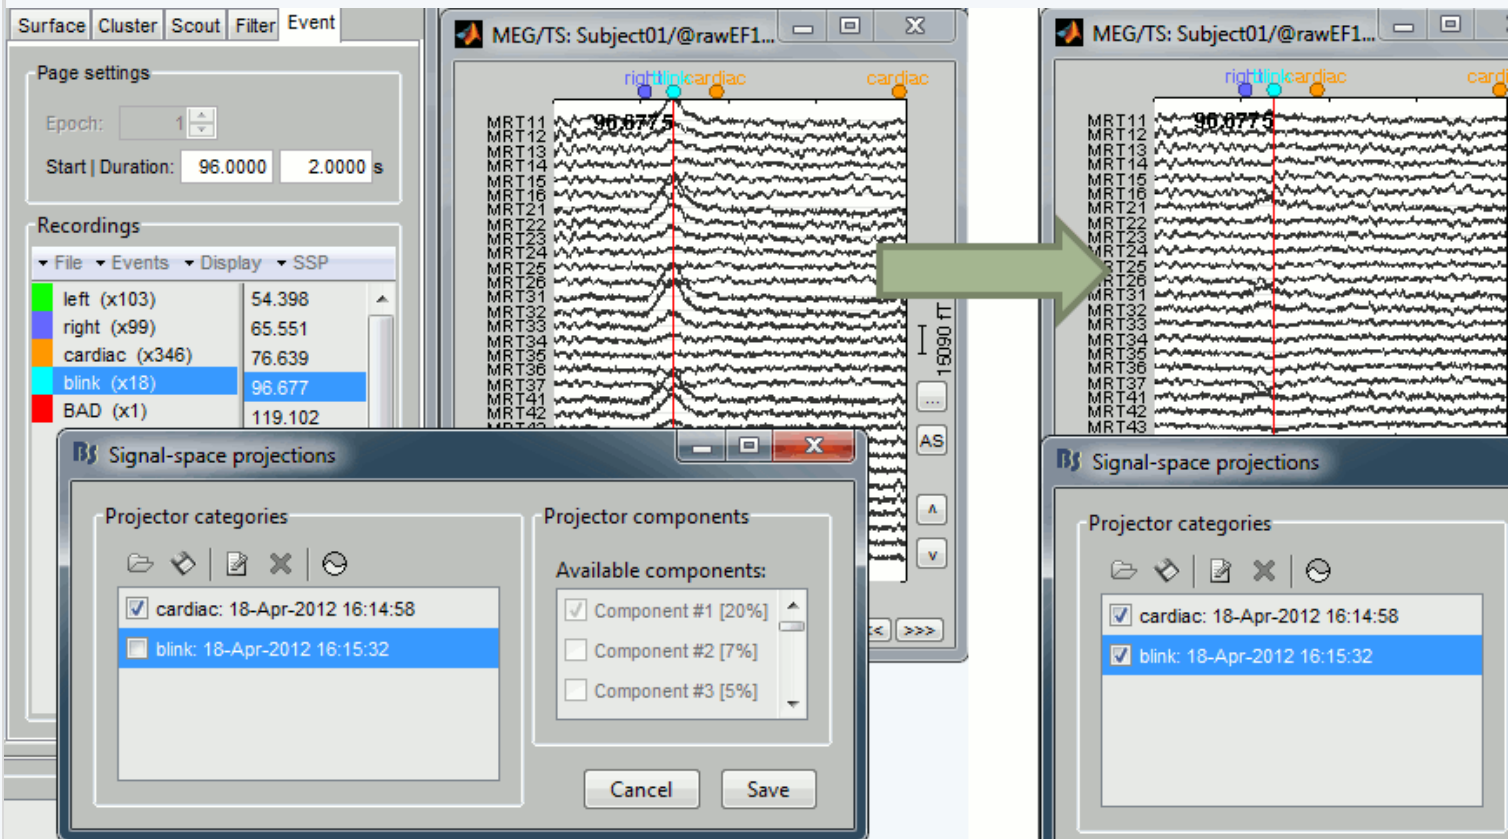 Surface Cluster Scout Filter Event
Page settings
Epoch: 1
Start | Duration: 96.0000 2.0000 s
Recordings
File Events Display SSP
left (x103) 54.398
right (x99) 65.551
cardiac (x346) 76.639
blink (x18) 96.677
BAD (x1) 119.102
MEG/TS: Subject01/@rawEF1...
right blink cardiac cardiac
96.6775
MRT11
MRT12
MRT13
MRT14
MRT15
MRT16
MRT21
MRT22
MRT23
MRT24
MRT25
MRT26
MRT31
MRT32
MRT33
MRT34
MRT35
MRT36
MRT37
MRT41
MRT42
15090 fT
...
AS
>>>
Signal-space projections
Projector categories
cardiac: 18-Apr-2012 16:14:58
blink: 18-Apr-2012 16:15:32
Projector components
Available components:
Component #1 [20%]
Component #2 [7%]
Component #3 [5%]
Cancel Save
MEG/TS: Subject01/@rawEF1...
right blink cardiac cardi
96.6775
MRT11
MRT12
MRT13
MRT14
MRT15
MRT16
MRT21
MRT22
MRT23
MRT24
MRT25
MRT26
MRT31
MRT32
MRT33
MRT34
MRT35
MRT36
MRT37
MRT41
MRT42
MRT43
Signal-space projections
Projector categories
cardiac: 18-Apr-2012 16:14:58
blink: 18-Apr-2012 16:15:32